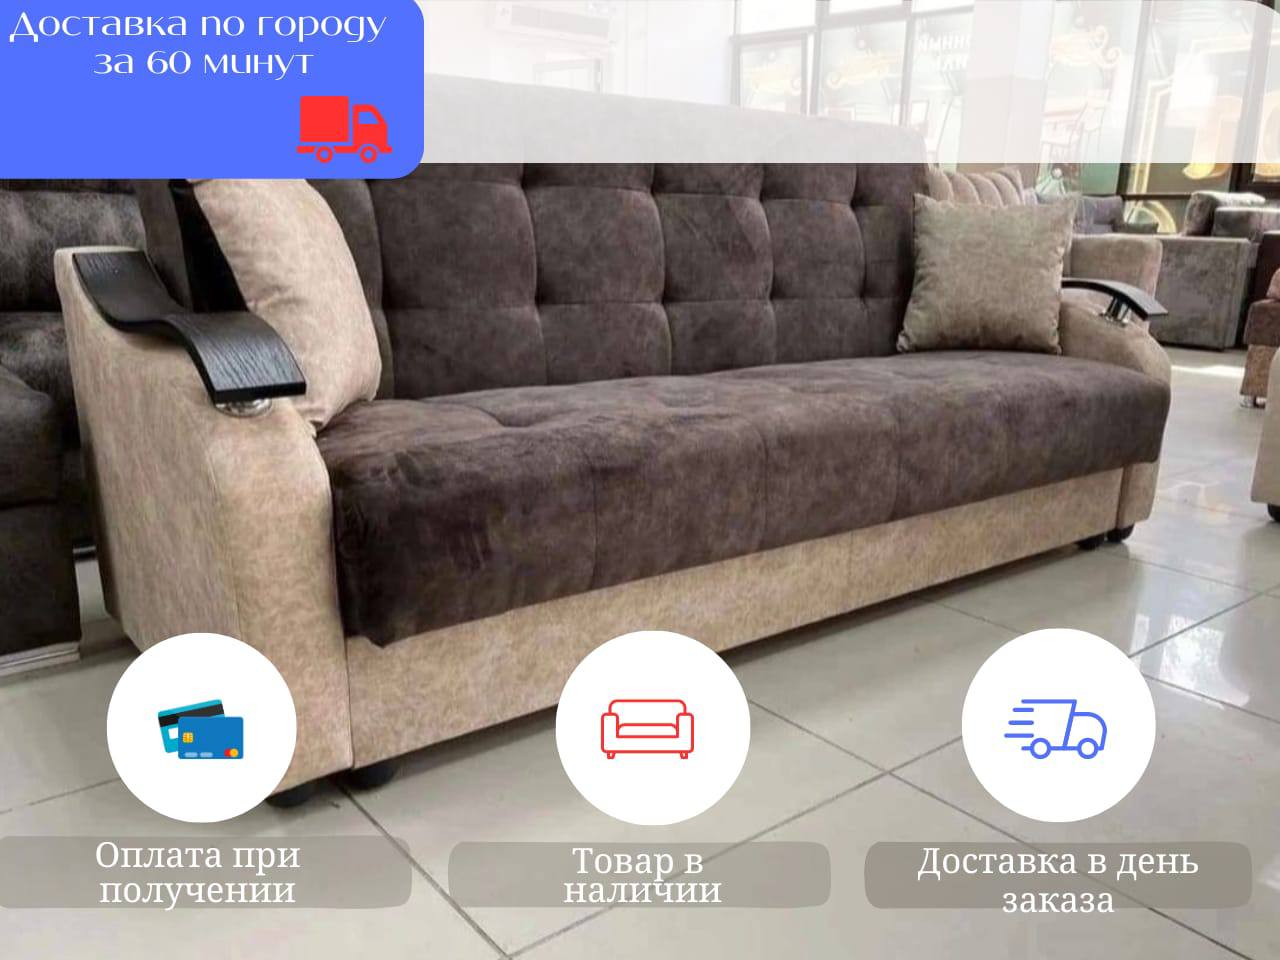 Доставка по городу
за 60 минут
Оплата при
получении
Товар в
наличии
Доставка в день
заказа